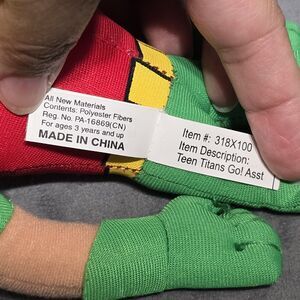 All New Materials
Contents: Polyester Fibers
Reg. No. PA-16869(CN)
For ages 3 years and up
MADE IN CHINA
Item #: 318X100
Item Description:
Teen Titans Go! Asst